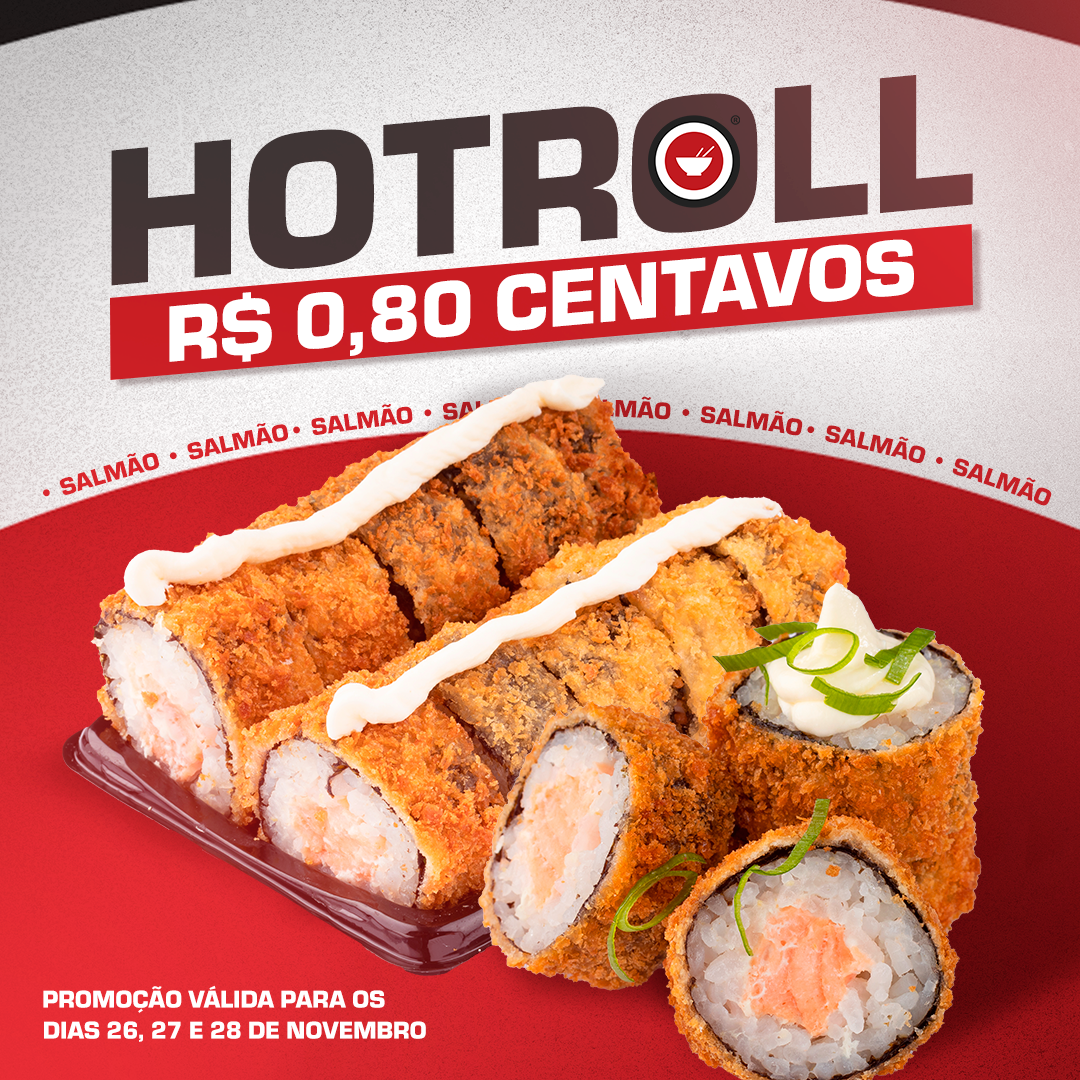 HOTROLL
®
R$ 0,80 CENTAVOS
• SALMÃO • SALMÃO • SALMÃO • SA MÃO • SALMÃO • SALMÃO • SALMÃO
PROMOÇÃO VÁLIDA PARA OS
DIAS 26, 27 E 28 DE NOVEMBRO